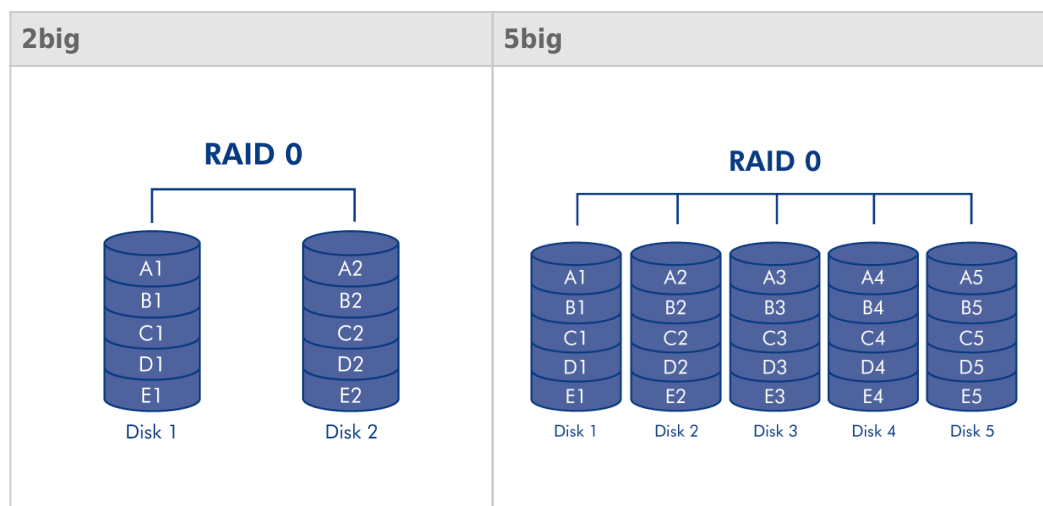 2big
5big
RAID 0
A1 A2
B1 B2
C1 C2
D1 D2
E1 E2
Disk 1 Disk 2
RAID 0
A1 A2 A3 A4 A5
B1 B2 B3 B4 B5
C1 C2 C3 C4 C5
D1 D2 D3 D4 D5
E1 E2 E3 E4 E5
Disk 1 Disk 2 Disk 3 Disk 4 Disk 5